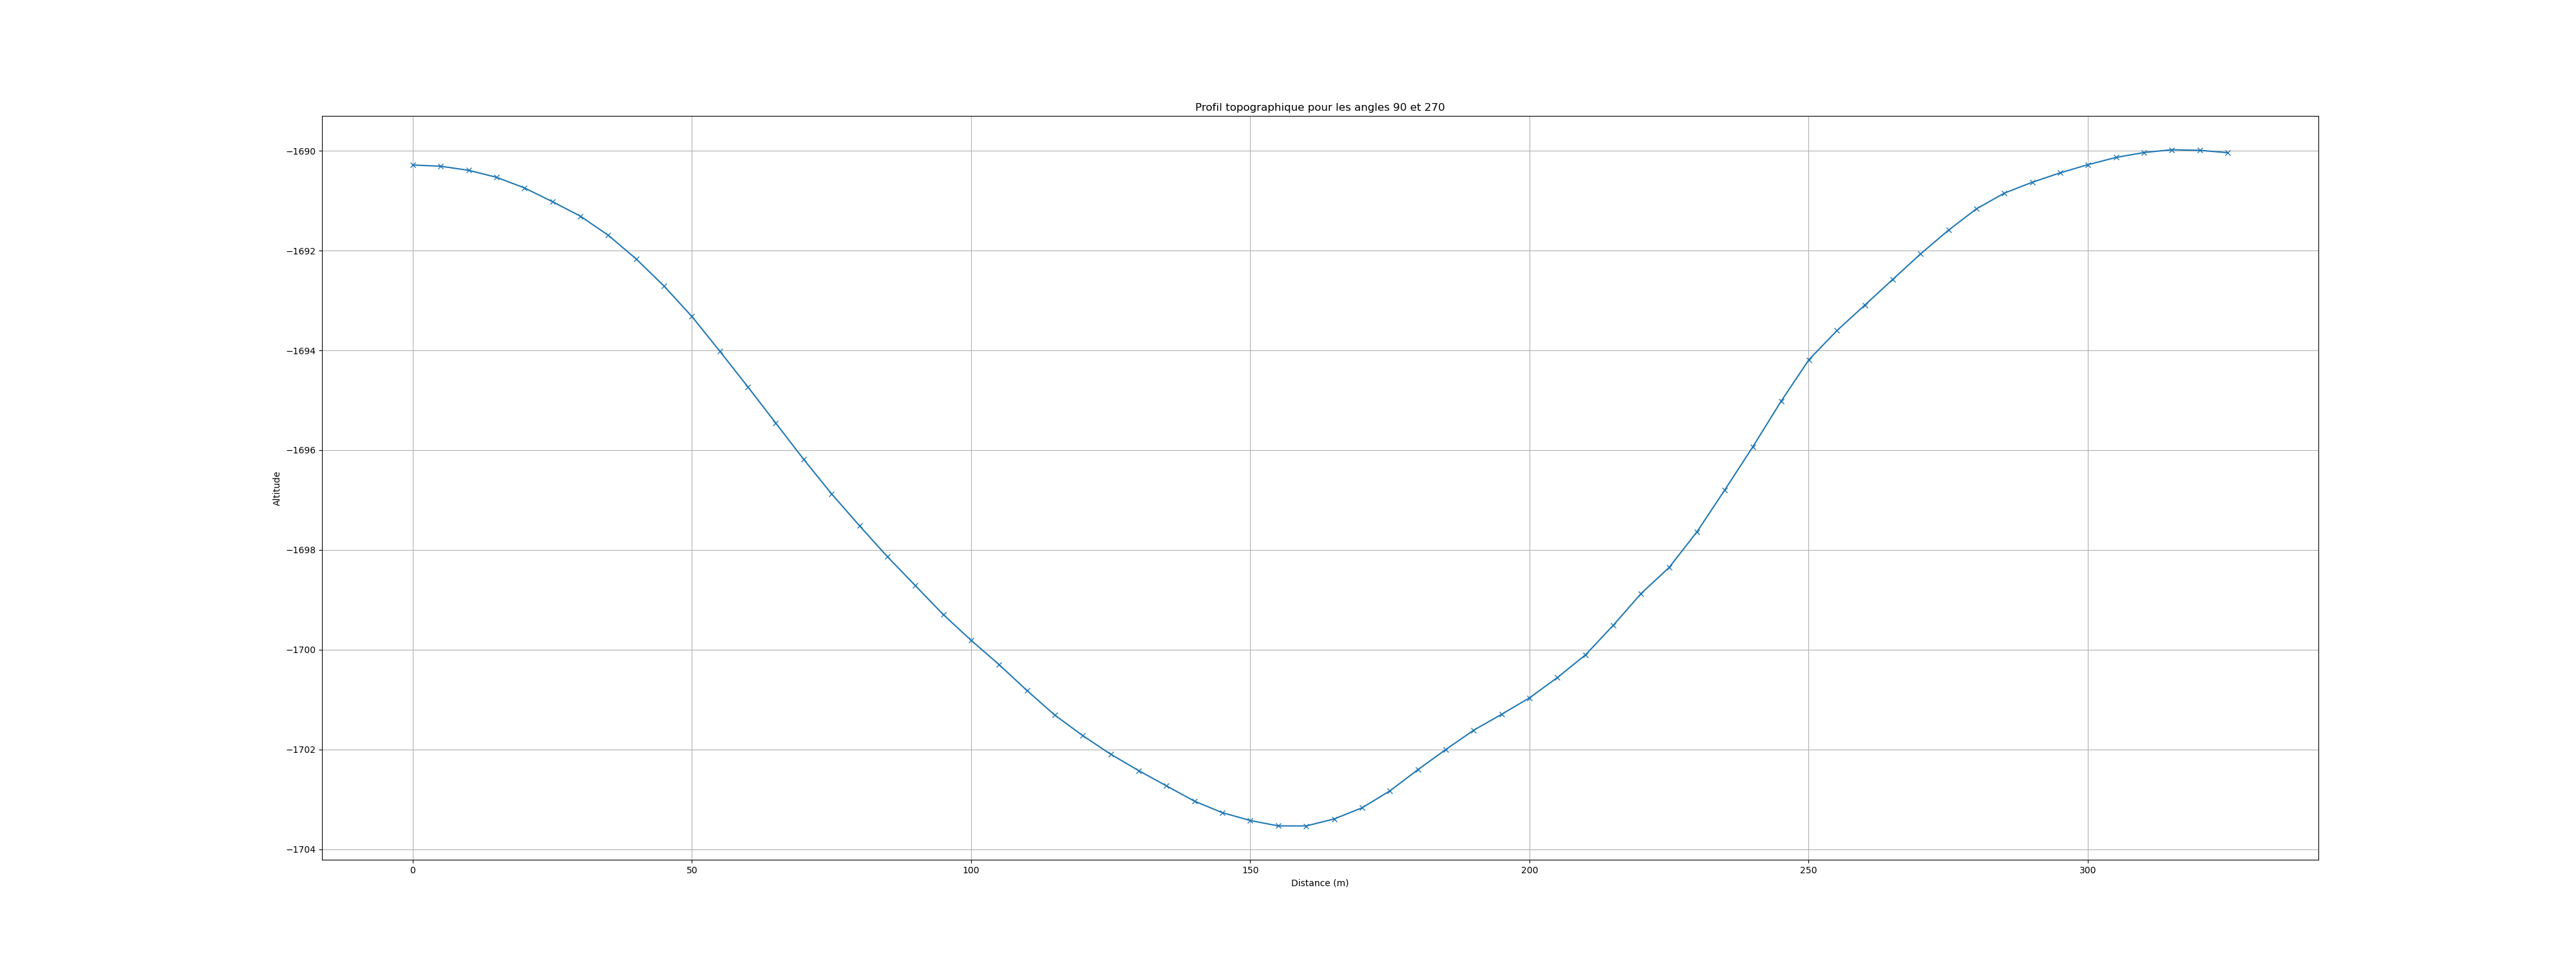 Profil topographique pour les angles 90 et 270
−1690
−1692
−1694
−1696
−1698
−1700
−1702
−1704
Altitude
0 50 100 150 200 250 300
Distance (m)